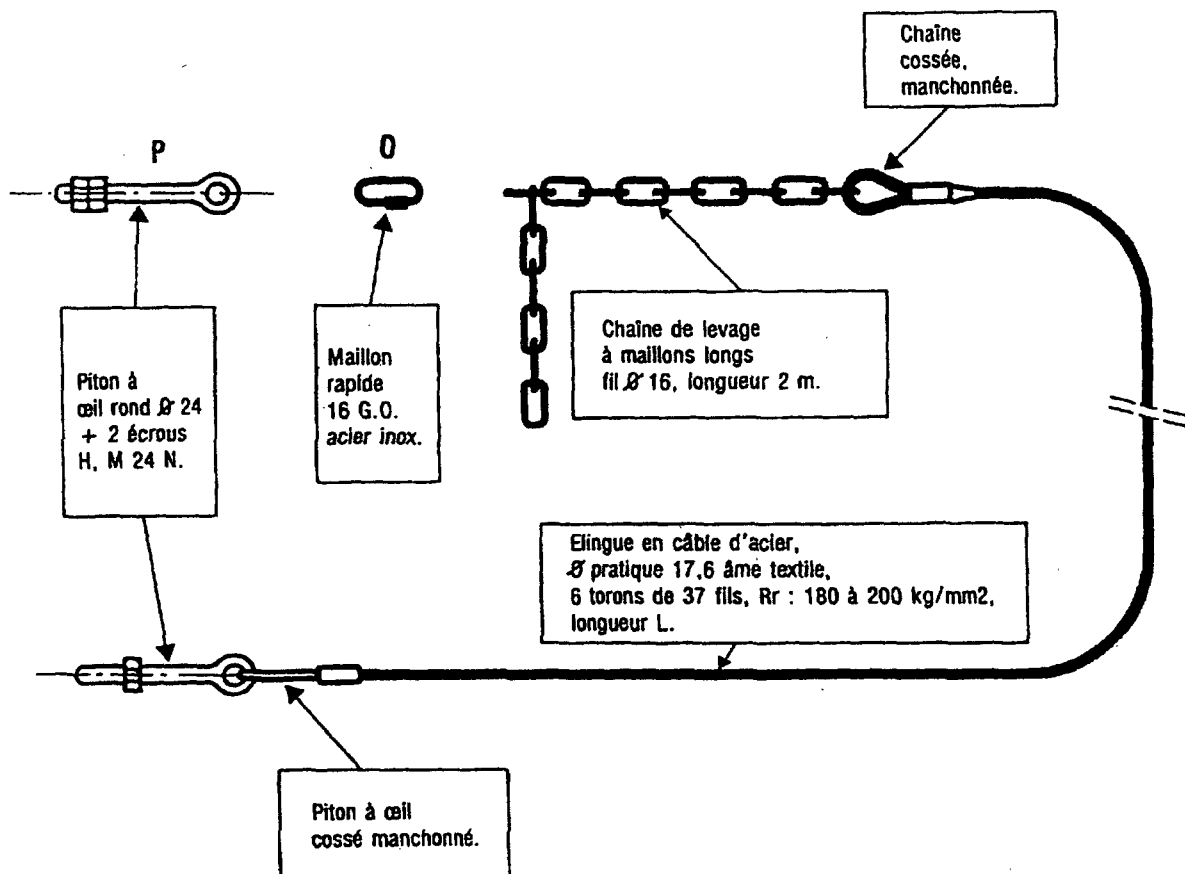 Chaîne
cossée,
manchonnée.
P
O
Piton à
œil rond Ø 24
+ 2 écrous
H, M 24 N.
Maillon
rapide
16 G.O.
acier inox.
Chaîne de levage
à maillons longs
fil Ø 16, longueur 2 m.
Elingue en câble d'acier,
Ø pratique 17,6 âme textile,
6 torons de 37 fils, Rr : 180 à 200 kg/mm2,
longueur L.
Piton à œil
cossé manchonné.